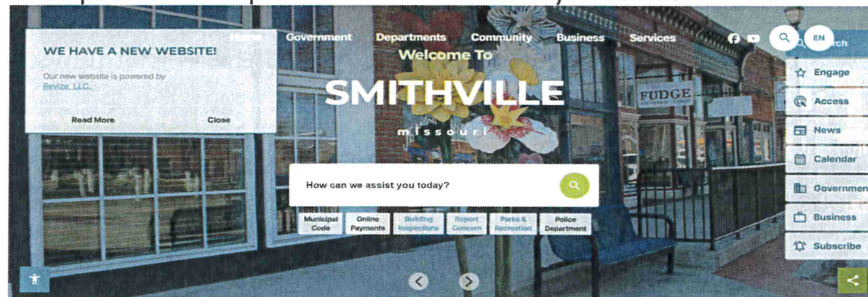 Home Government Departments Community Business Services EN
WE HAVE A NEW WEBSITE!
Our new website is powered by
Revize, LLC.
Read More Close
Welcome To
SMITHVILLE
missouri
FUDGE
How can we assist you today?
Municipal Code
Online Payments
Building Inspections
Report Concern
Parks & Recreation
Police Department
Engage
Access
News
Calendar
Governmen
Business
Subscribe